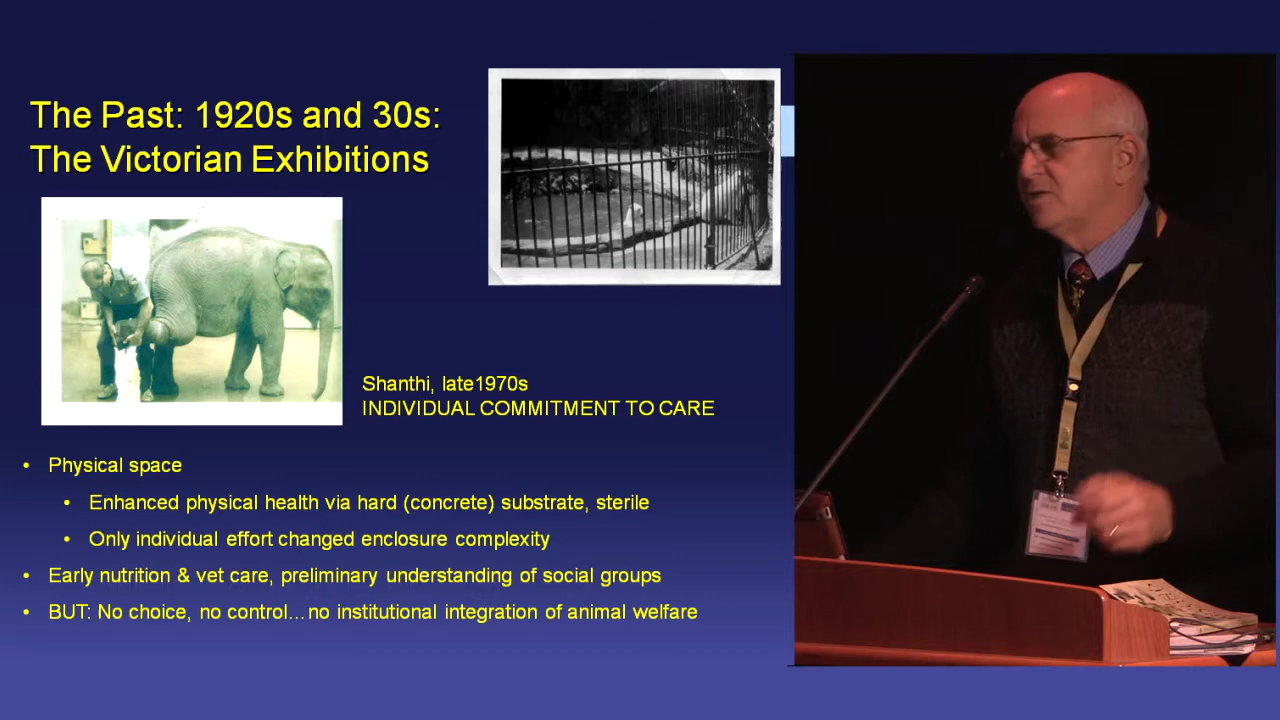 The Past: 1920s and 30s:
The Victorian Exhibitions
Shanthi, late1970s
INDIVIDUAL COMMITMENT TO CARE
• Physical space
• Enhanced physical health via hard (concrete) substrate, sterile
• Only individual effort changed enclosure complexity
• Early nutrition & vet care, preliminary understanding of social groups
• BUT: No choice, no control…no institutional integration of animal welfare